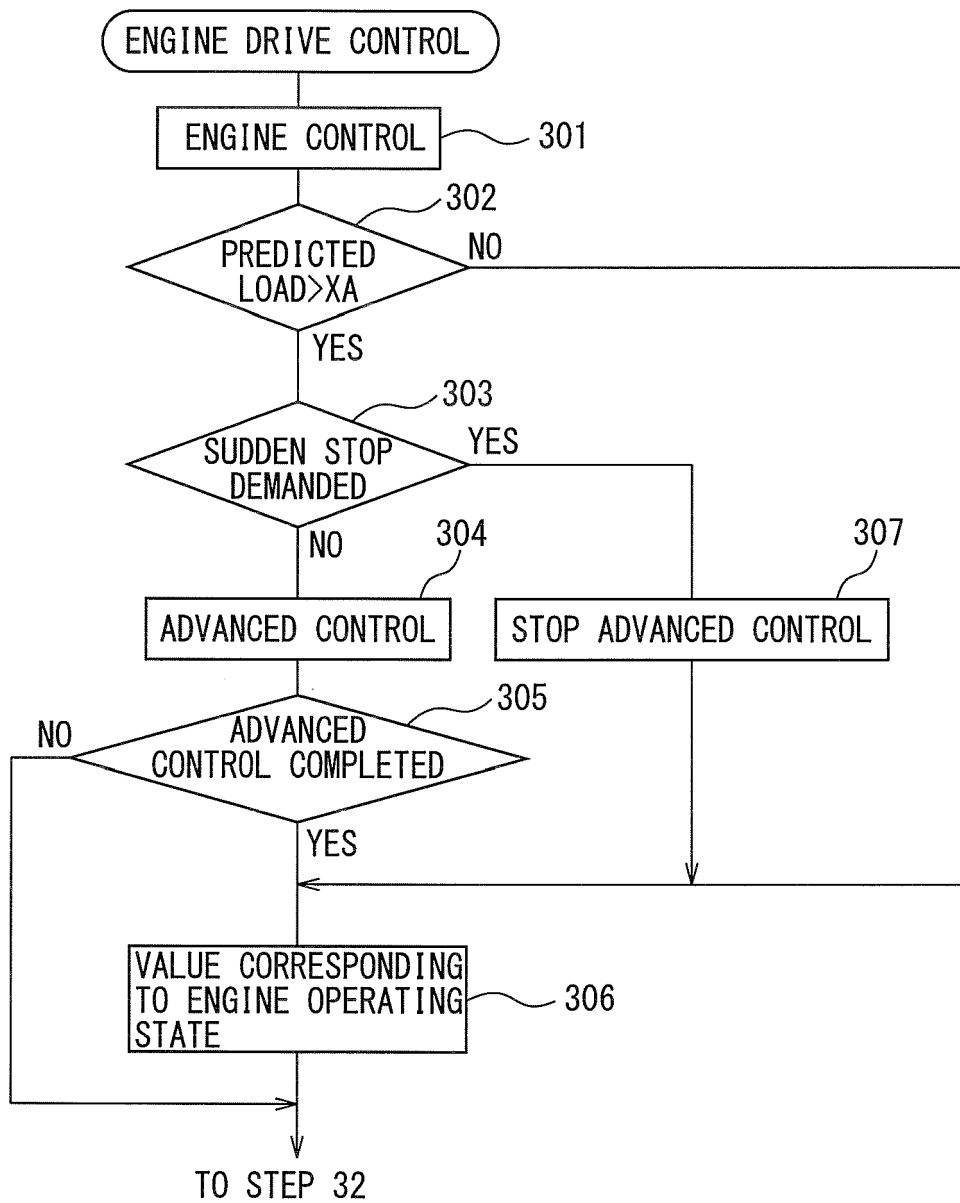 ENGINE DRIVE CONTROL
ENGINE CONTROL
301
302
PREDICTED
LOAD>XA
NO
YES
303
SUDDEN STOP
DEMANDED
YES
NO
304
ADVANCED CONTROL
307
STOP ADVANCED CONTROL
305
ADVANCED
CONTROL COMPLETED
NO
YES
VALUE CORRESPONDING
TO ENGINE OPERATING
STATE
306
TO STEP 32